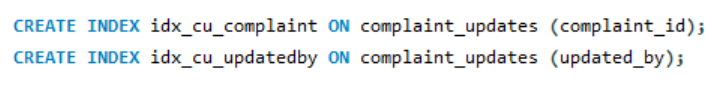 CREATE INDEX idx_cu_complaint ON complaint_updates (complaint_id);
CREATE INDEX idx_cu_updatedby ON complaint_updates (updated_by);